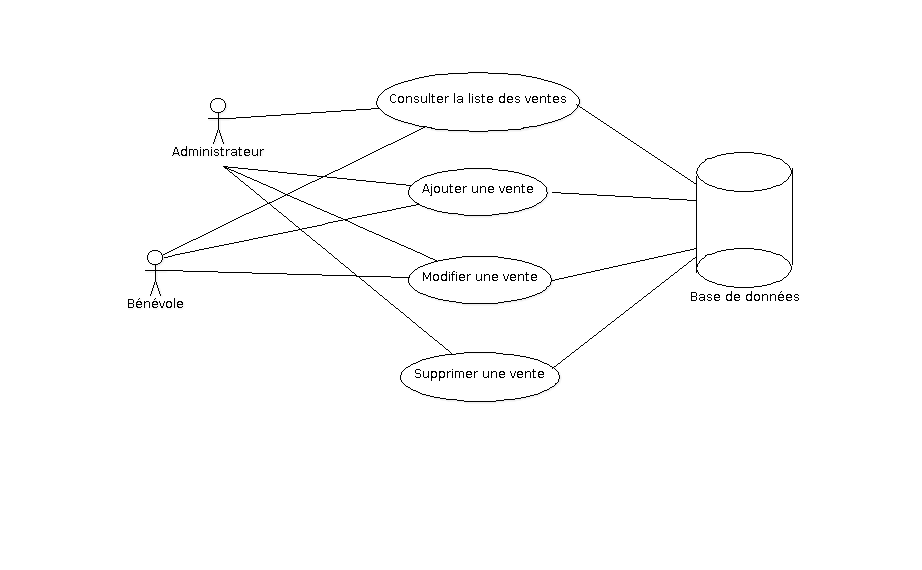 Consulter la liste des ventes
Administrateur
Ajouter une vente
Modifier une vente
Base de données
Bénévole
Supprimer une vente